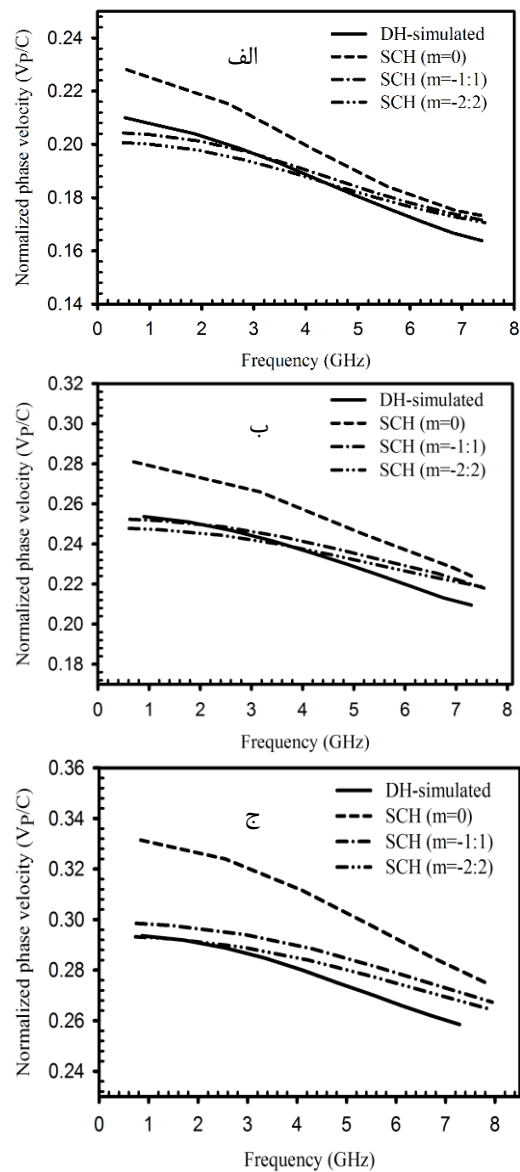 الف
DH-simulated
SCH (m=0)
SCH (m=-1:1)
SCH (m=-2:2)
Normalized phase velocity (Vp/C)
0.24
0.22
0.20
0.18
0.16
0.14
0 1 2 3 4 5 6 7 8
Frequency (GHz)
ب
DH-simulated
SCH (m=0)
SCH (m=-1:1)
SCH (m=-2:2)
Normalized phase velocity (Vp/C)
0.32
0.30
0.28
0.26
0.24
0.22
0.20
0.18
0 1 2 3 4 5 6 7 8
Frequency (GHz)
ج
DH-simulated
SCH (m=0)
SCH (m=-1:1)
SCH (m=-2:2)
Normalized phase velocity (Vp/C)
0.36
0.34
0.32
0.30
0.28
0.26
0.24
0 1 2 3 4 5 6 7 8
Frequency (GHz)